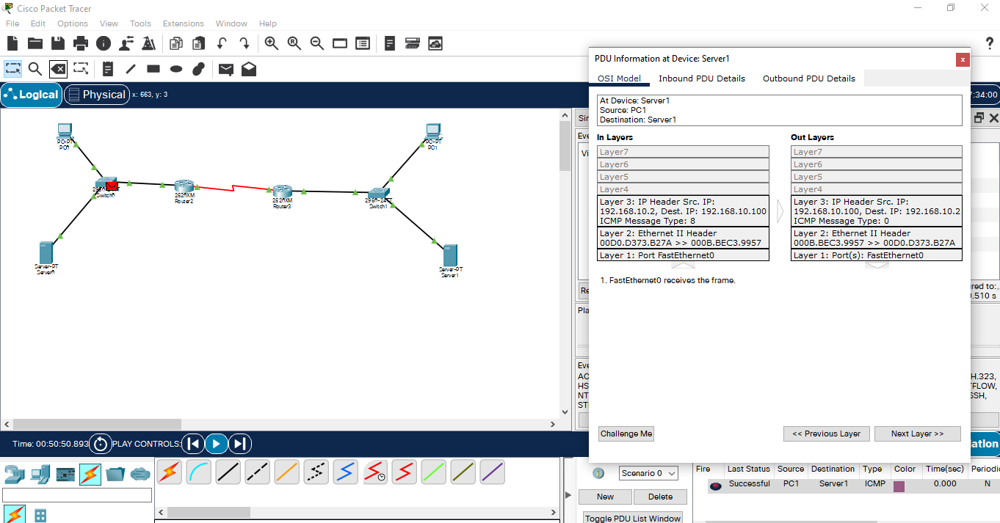 Cisco Packet Tracer
File Edit Options View Tools Extensions Window Help
Logical
Physical
x: 663, y: 3
:34:00
PC-PT
PC0
PC-PT
PC1
Switch0
2620XM
Router2
2620XM
Router3
2960-24TT
Switch1
Server-PT
Server0
Server-PT
Server1
Sim
Eve
Vi
Re
Pla
Eve
AC
HS
NT
ST
red to:
.510 s
H.323,
FLOW,
SSH,
ation
PDU Information at Device: Server1
x
OSI Model Inbound PDU Details Outbound PDU Details
At Device: Server1
Source: PC1
Destination: Server1
In Layers
Layer7
Layer6
Layer5
Layer4
Layer 3: IP Header Src. IP:
192.168.10.2, Dest. IP: 192.168.10.100
ICMP Message Type: 8
Layer 2: Ethernet II Header
00D0.D373.B27A >> 000B.BEC3.9957
Layer 1: Port FastEthernet0
Out Layers
Layer7
Layer6
Layer5
Layer4
Layer 3: IP Header Src. IP:
192.168.10.100, Dest. IP: 192.168.10.2
ICMP Message Type: 0
Layer 2: Ethernet II Header
000B.BEC3.9957 >> 00D0.D373.B27A
Layer 1: Port(s): FastEthernet0
1. FastEthernet0 receives the frame.
Challenge Me
<< Previous Layer
Next Layer >>
Time: 00:50:50.893
PLAY CONTROLS:
Scenario 0
New
Delete
Toggle PDU List Window
Fire Last Status Source Destination Type Color Time(sec) Periodic
Successful PC1 Server1 ICMP 0.000 N